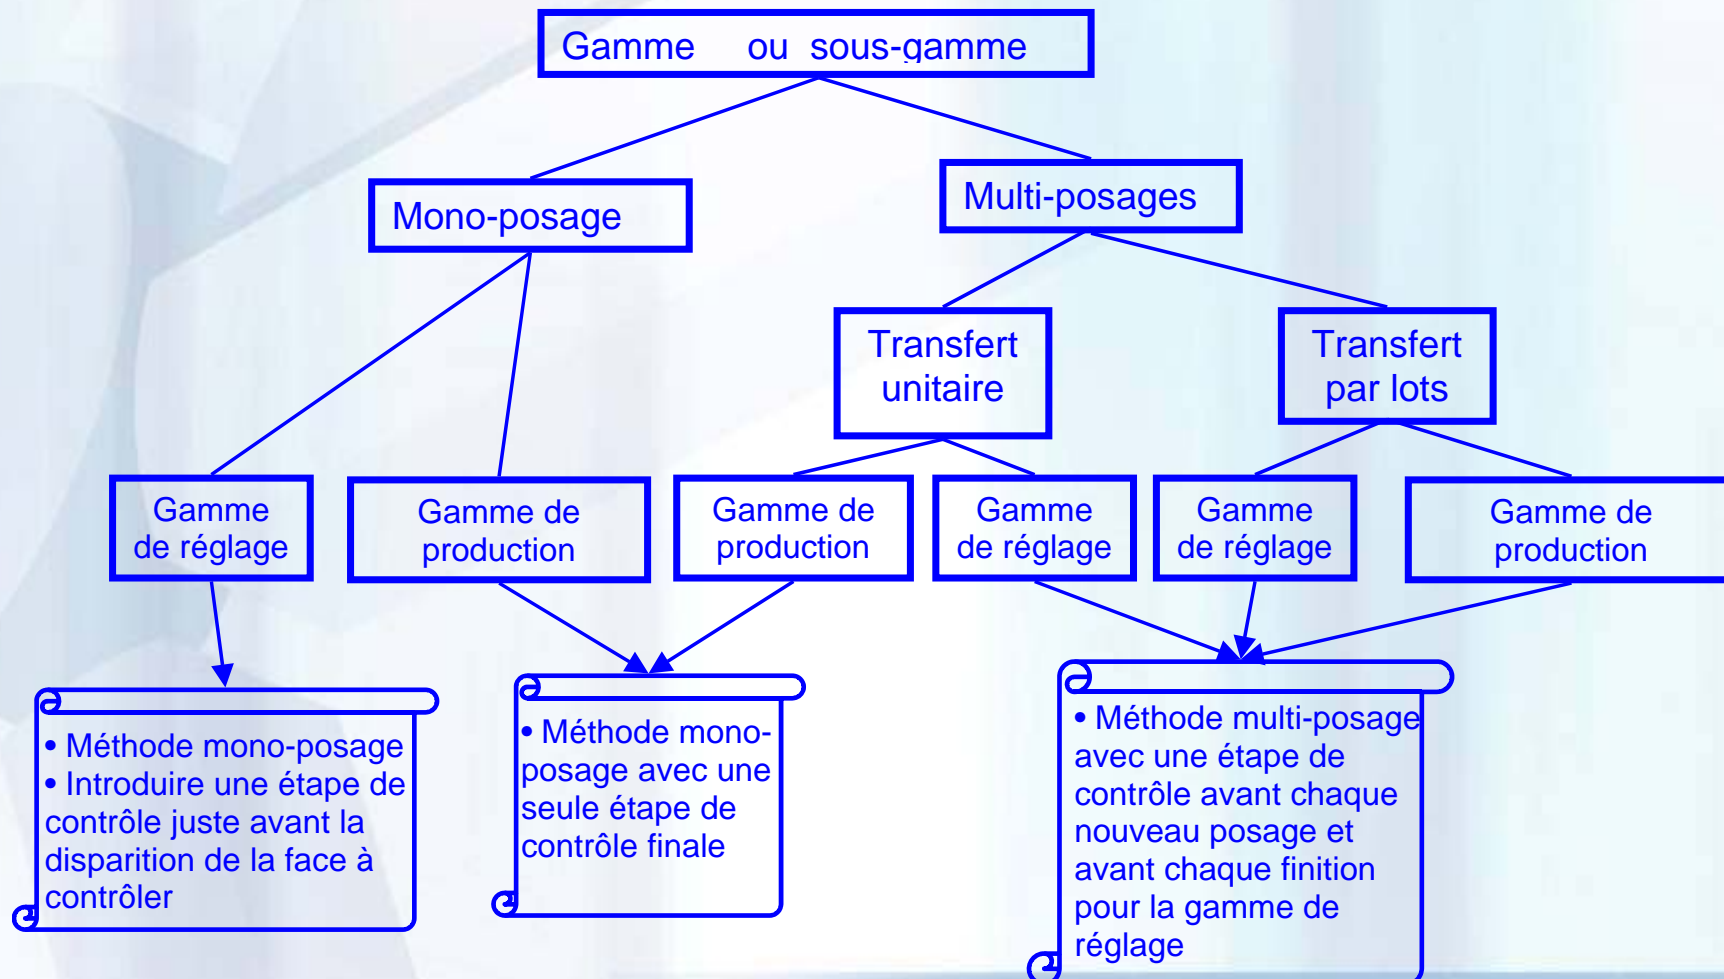 Gamme ou sous-gamme
Mono-posage
Multi-posages
Transfert
unitaire
Transfert
par lots
Gamme
de réglage
Gamme de
production
Gamme de
production
Gamme
de réglage
Gamme
de réglage
Gamme de
production
• Méthode mono-posage
• Introduire une étape de
contrôle juste avant la
disparition de la face à
contrôler
• Méthode mono-
posage avec une
seule étape de
contrôle finale
• Méthode multi-posage
avec une étape de
contrôle avant chaque
nouveau posage et
avant chaque finition
pour la gamme de
réglage